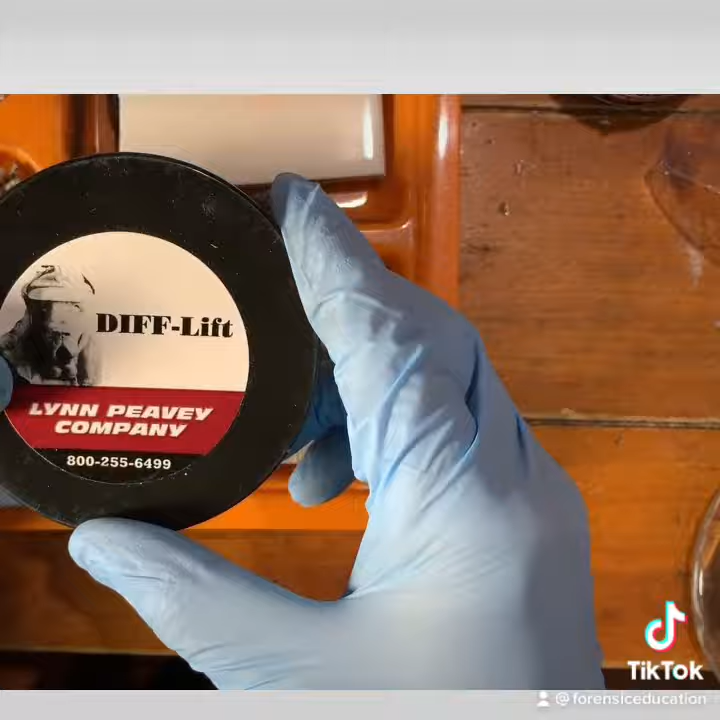 DIFF-Lift
LYNN PEAVEY
COMPANY
800-255-6499
TikTok
@forensiceducation